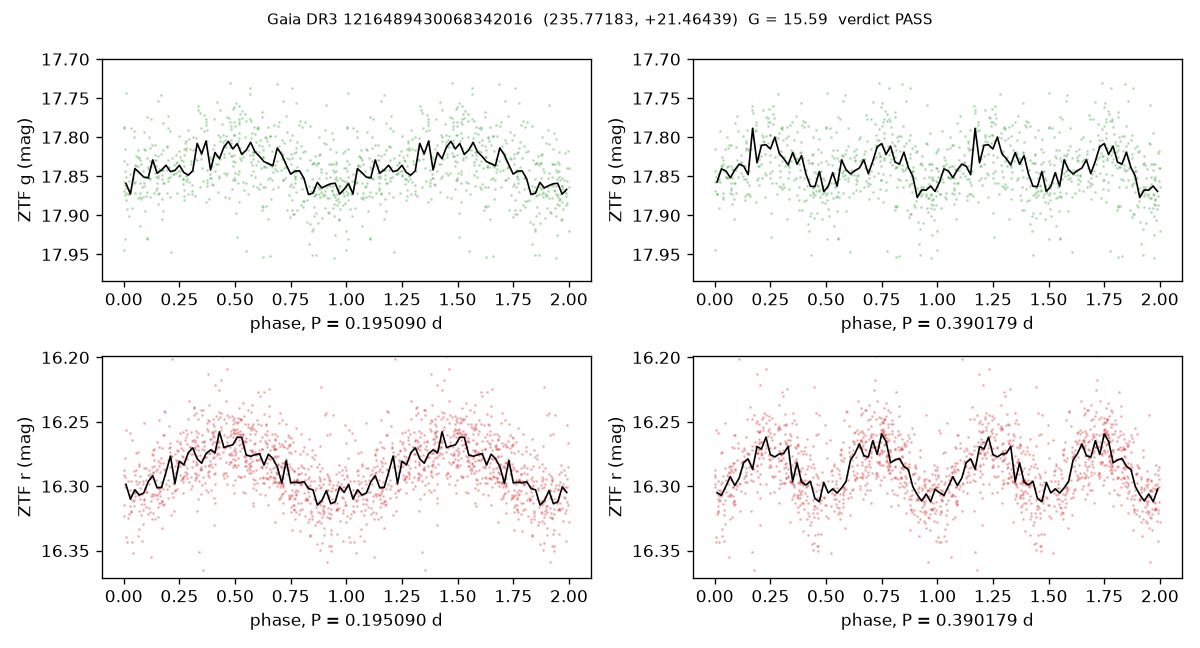 Gaia DR3 1216489430068342016  (235.77183, +21.46439)  G = 15.59  verdict PASS
ZTF g (mag)
17.70
17.75
17.80
17.85
17.90
17.95
0.00 0.25 0.50 0.75 1.00 1.25 1.50 1.75 2.00
phase, P = 0.195090 d
ZTF g (mag)
17.70
17.75
17.80
17.85
17.90
17.95
0.00 0.25 0.50 0.75 1.00 1.25 1.50 1.75 2.00
phase, P = 0.390179 d
ZTF r (mag)
16.20
16.25
16.30
16.35
0.00 0.25 0.50 0.75 1.00 1.25 1.50 1.75 2.00
phase, P = 0.195090 d
ZTF r (mag)
16.20
16.25
16.30
16.35
0.00 0.25 0.50 0.75 1.00 1.25 1.50 1.75 2.00
phase, P = 0.390179 d